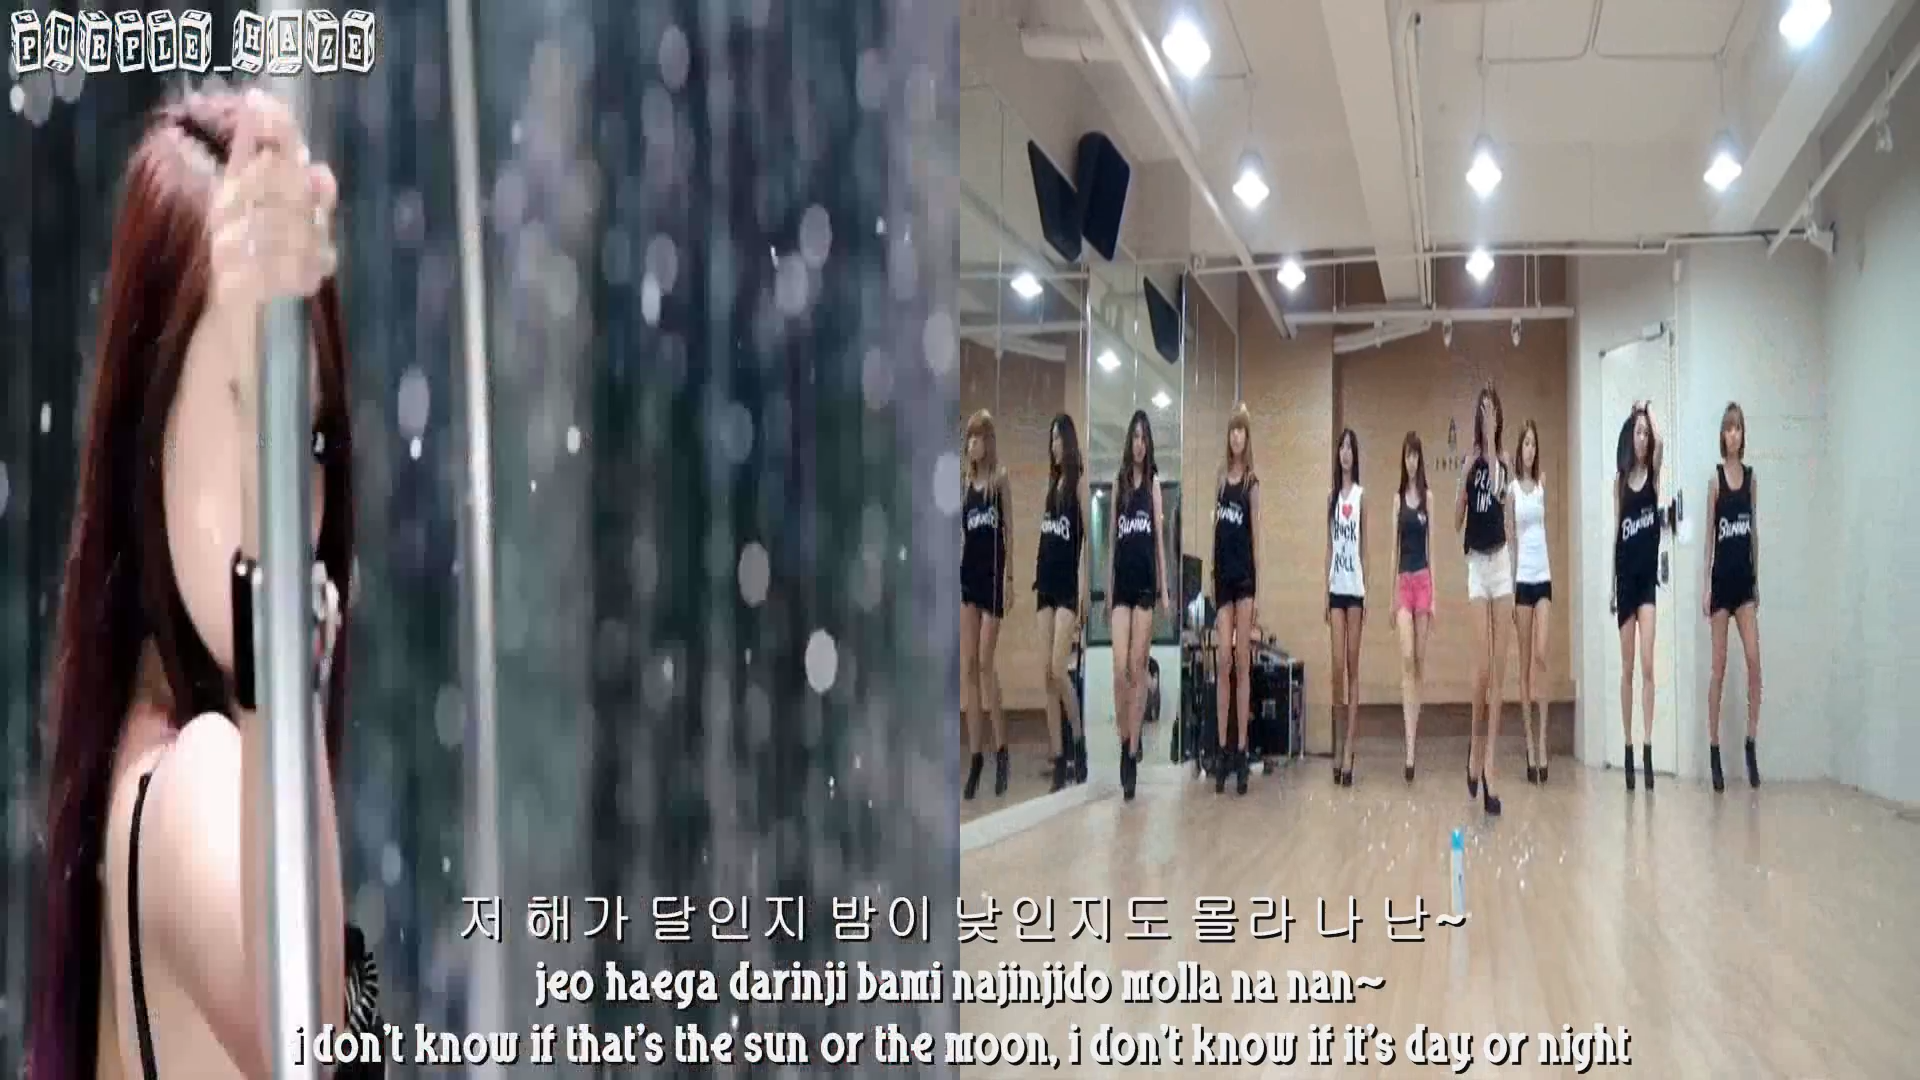 PURPLE_HAZE
I ♥ ROCK & ROLL
저 해가 달인지 밤이 낮인지도 몰라 나 난~
jeo haega darinji bami najinjido molla na nan~
i don't know if that's the sun or the moon, i don't know if it's day or night